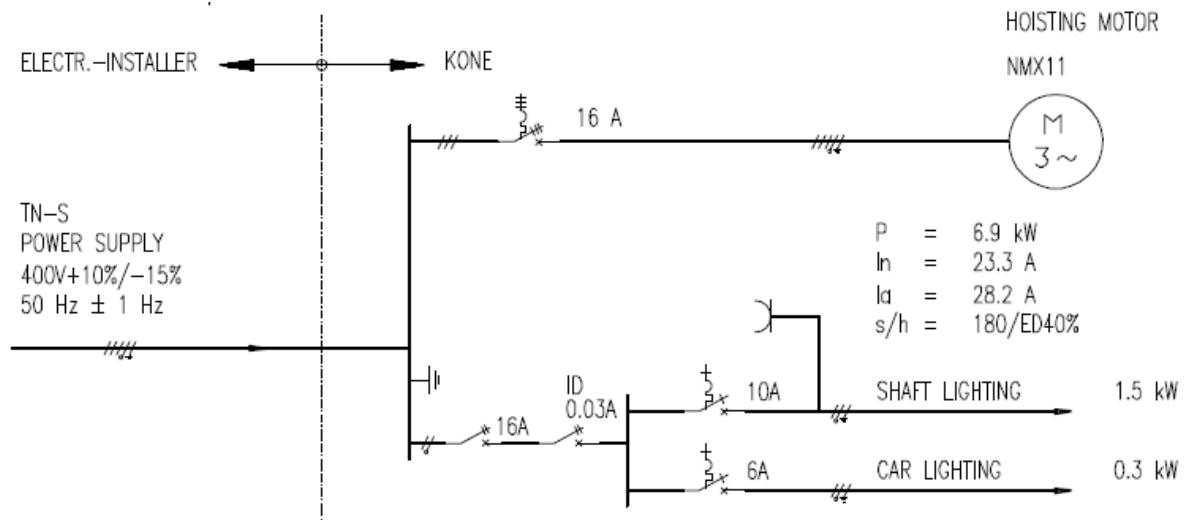 HOISTING MOTOR
ELECTR.-INSTALLER
KONE
NMX11
16 A
M
3~
TN-S
POWER SUPPLY
400V+10%/-15%
50 Hz ± 1 Hz
P = 6.9 kW
In = 23.3 A
Ia = 28.2 A
s/h = 180/ED40%
ID
0.03A
16A
10A
SHAFT LIGHTING
1.5 kW
6A
CAR LIGHTING
0.3 kW